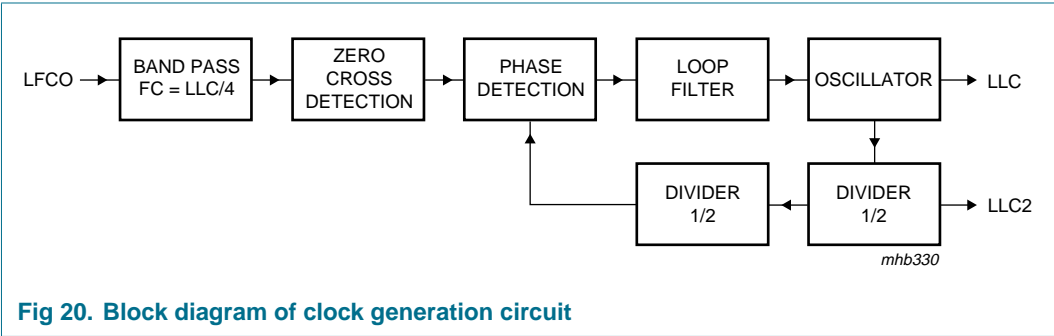 LFCO
BAND PASS
FC = LLC/4
ZERO
CROSS
DETECTION
PHASE
DETECTION
LOOP
FILTER
OSCILLATOR
LLC
DIVIDER
1/2
DIVIDER
1/2
LLC2
mhb330
Fig 20. Block diagram of clock generation circuit